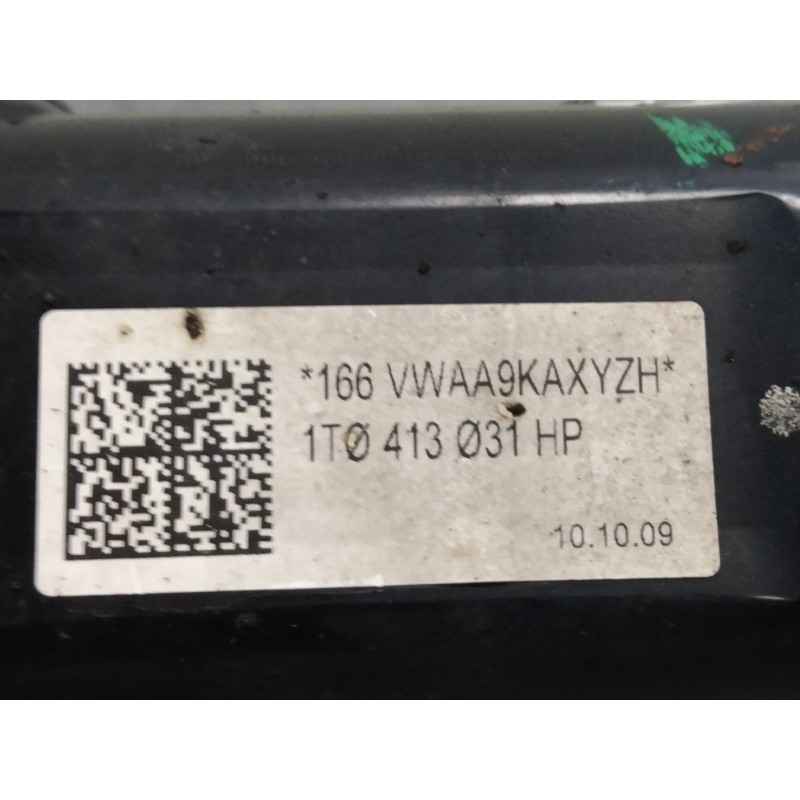 *166 VWAA9KAXYZH*
1TØ 413 Ø31 HP
10.10.09